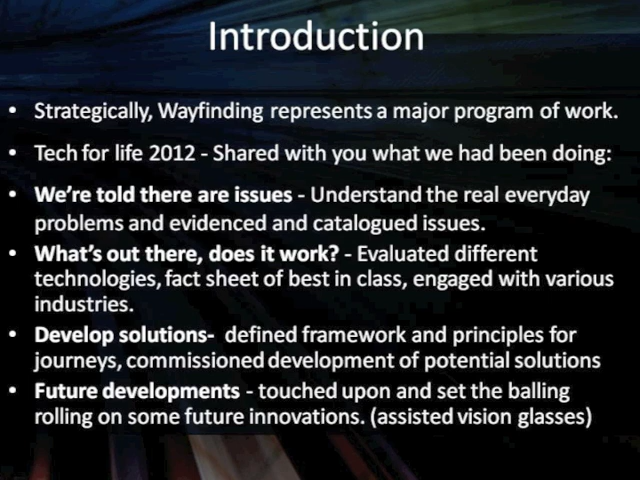 Introduction
• Strategically, Wayfinding represents a major program of work.
• Tech for life 2012 - Shared with you what we had been doing:
• We're told there are issues - Understand the real everyday
problems and evidenced and catalogued issues.
• What's out there, does it work? - Evaluated different
technologies, fact sheet of best in class, engaged with various
industries.
• Develop solutions- defined framework and principles for
journeys, commissioned development of potential solutions
• Future developments - touched upon and set the balling
rolling on some future innovations. (assisted vision glasses)